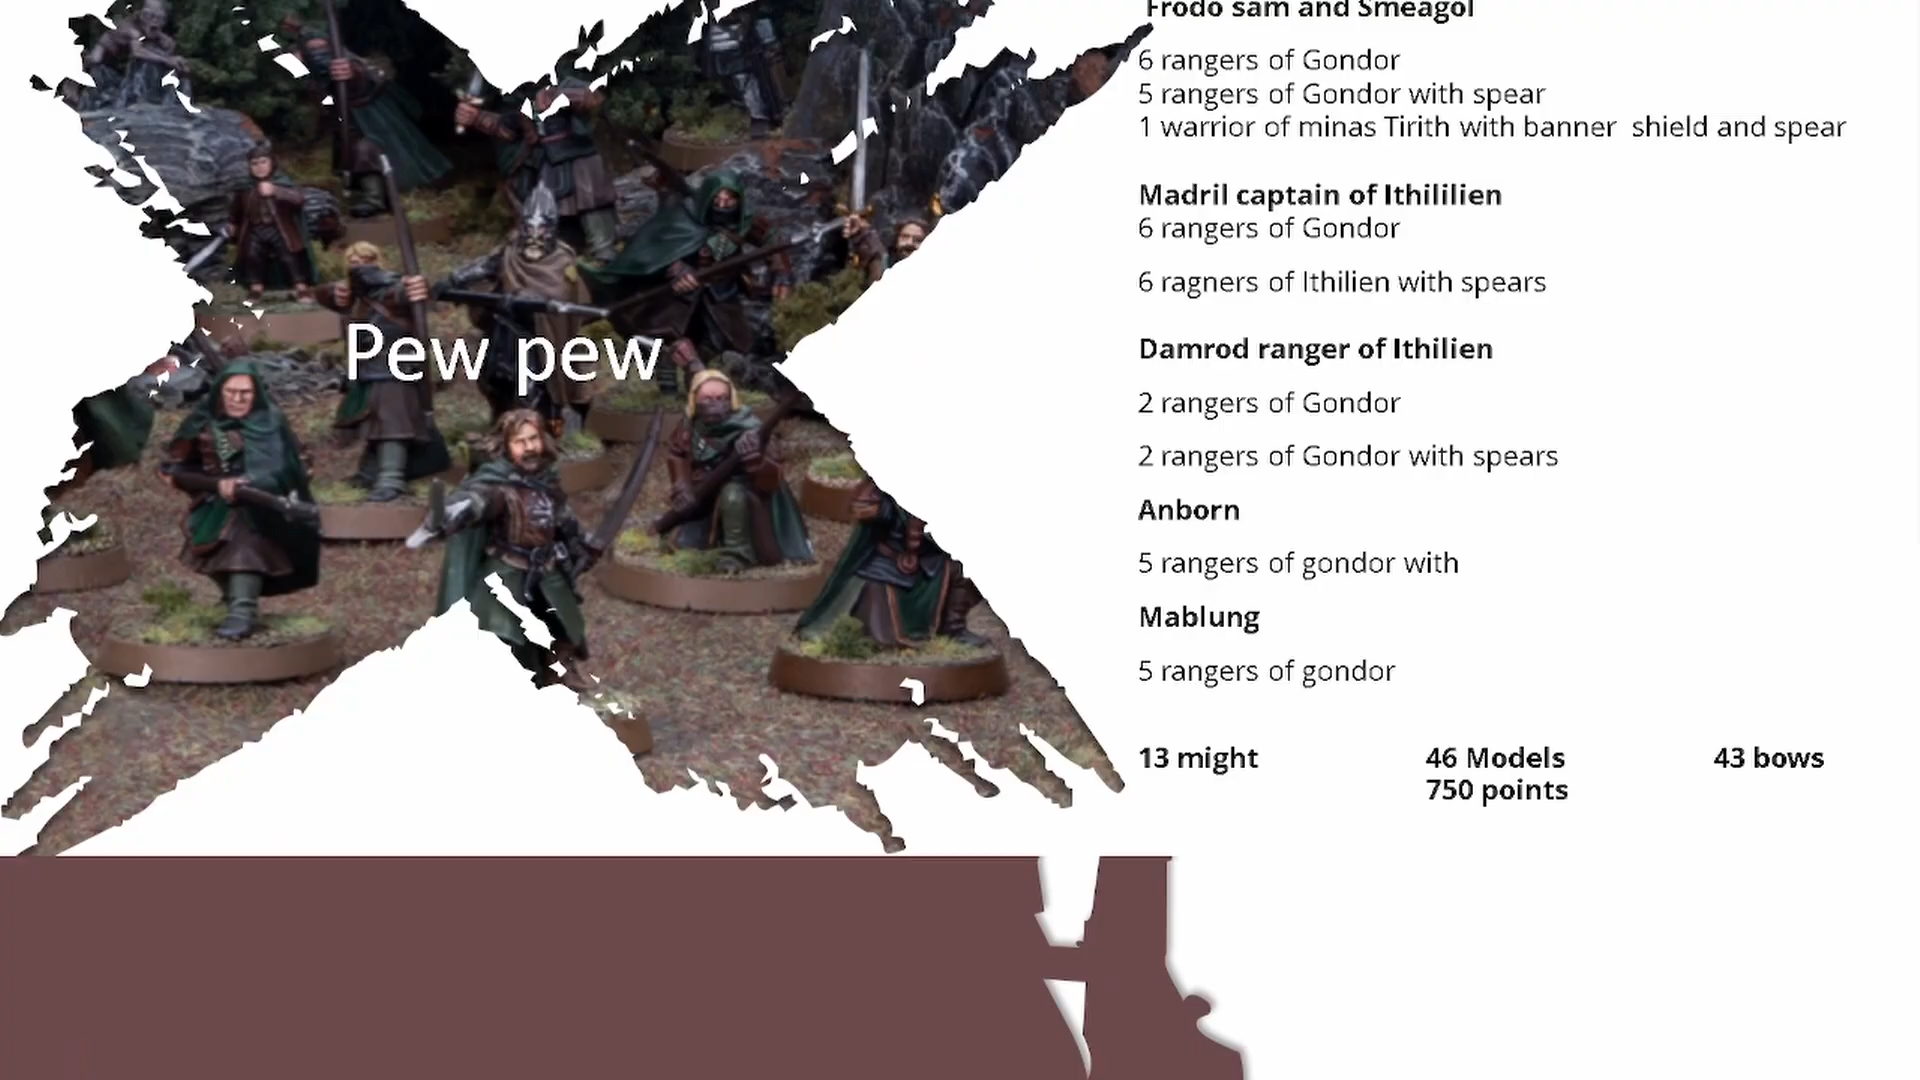 Frodo sam and Smeagol
6 rangers of Gondor
5 rangers of Gondor with spear
1 warrior of minas Tirith with banner shield and spear
Madril captain of Ithililien
6 rangers of Gondor
6 ragners of Ithilien with spears
Damrod ranger of Ithilien
2 rangers of Gondor
2 rangers of Gondor with spears
Anborn
5 rangers of gondor with
Mablung
5 rangers of gondor
13 might 46 Models 43 bows
750 points
Pew pew